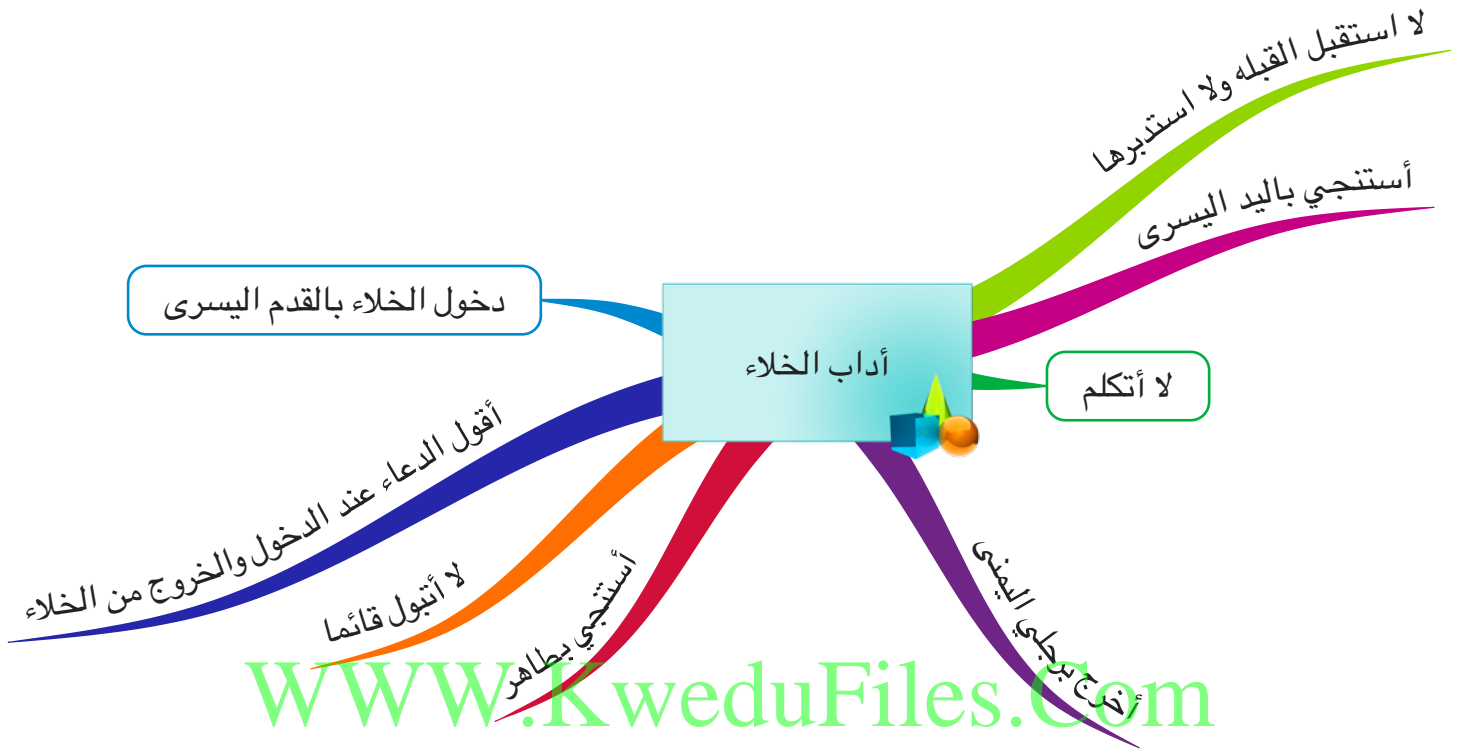 أداب الخلاء
لا استقبل القبله ولا استدبرها
أستنجي باليد اليسرى
لا أتكلم
أخرج برجلي اليمنى
أستنجي بطاهر
لا أتبول قائما
أقول الدعاء عند الدخول والخروج من الخلاء
دخول الخلاء بالقدم اليسرى
WWW.KweduFiles.Com